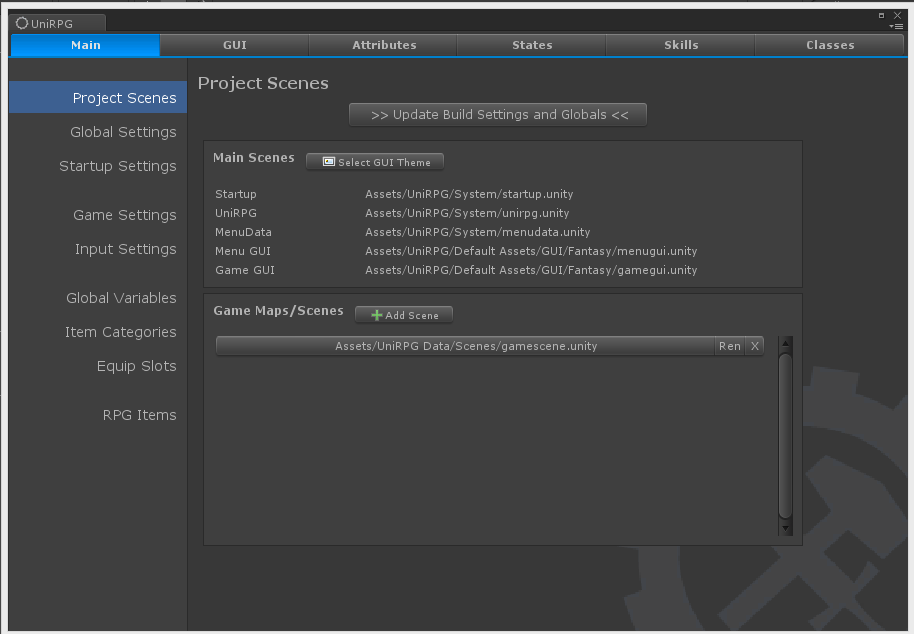 UniRPG
Main GUI Attributes States Skills Classes
Project Scenes
Global Settings
Startup Settings
Game Settings
Input Settings
Global Variables
Item Categories
Equip Slots
RPG Items
Project Scenes
>> Update Build Settings and Globals <<
Main Scenes Select GUI Theme
Startup Assets/UniRPG/System/startup.unity
UniRPG Assets/UniRPG/System/unirpg.unity
MenuData Assets/UniRPG/System/menudata.unity
Menu GUI Assets/UniRPG/Default Assets/GUI/Fantasy/menugui.unity
Game GUI Assets/UniRPG/Default Assets/GUI/Fantasy/gamegui.unity
Game Maps/Scenes Add Scene
Assets/UniRPG Data/Scenes/gamescene.unity Ren X